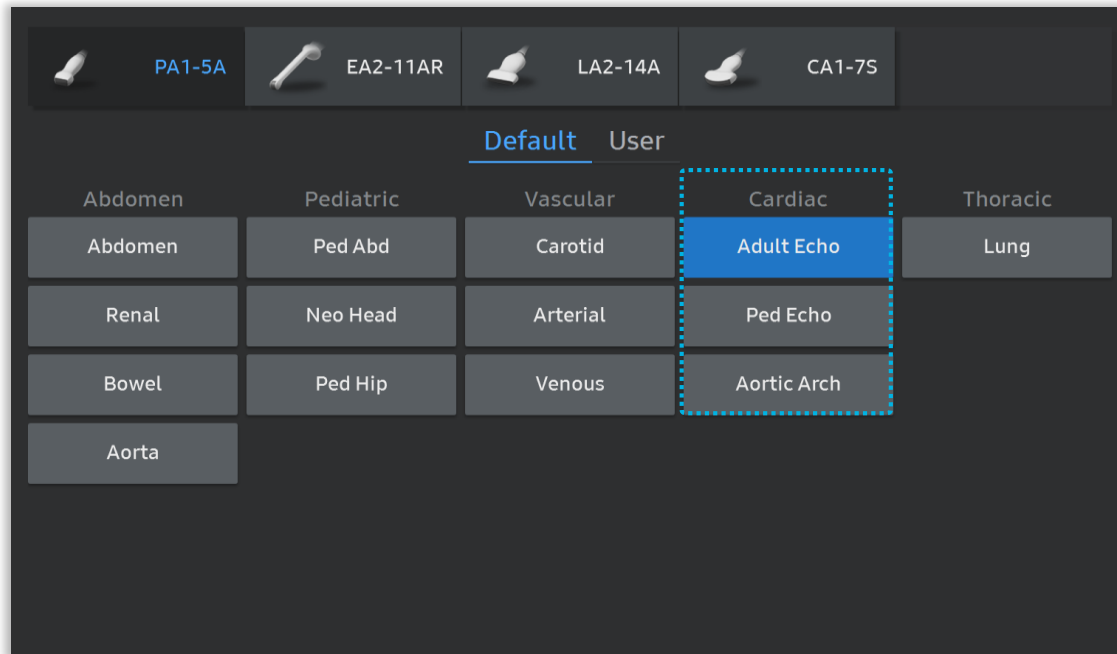 PA1-5A EA2-11AR LA2-14A CA1-7S
Default User
Abdomen Pediatric Vascular Cardiac Thoracic
Abdomen Ped Abd Carotid Adult Echo Lung
Renal Neo Head Arterial Ped Echo
Bowel Ped Hip Venous Aortic Arch
Aorta